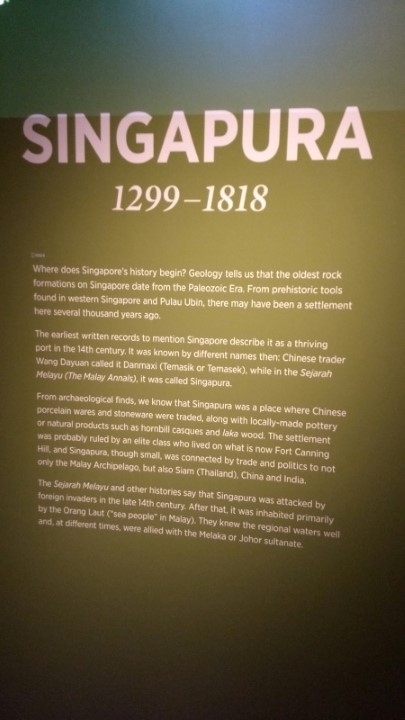 SINGAPURA
1299–1818
Where does Singapore's history begin? Geology tells us that the oldest rock
formations on Singapore date from the Paleozoic Era. From prehistoric tools
found in western Singapore and Pulau Ubin, there may have been a settlement
here several thousand years ago.
The earliest written records to mention Singapore describe it as a thriving
port in the 14th century. It was known by different names then: Chinese trader
Wang Dayuan called it Danmaxi (Temasik or Temasek), while in the Sejarah
Melayu (The Malay Annals), it was called Singapura.
From archaeological finds, we know that Singapura was a place where Chinese
porcelain wares and stoneware were traded, along with locally-made pottery
or natural products such as hornbill casques and laka wood. The settlement
was probably ruled by an elite class who lived on what is now Fort Canning
Hill, and Singapura, though small, was connected by trade and politics to not
only the Malay Archipelago, but also Siam (Thailand), China and India.
The Sejarah Melayu and other histories say that Singapura was attacked by
foreign invaders in the late 14th century. After that, it was inhabited primarily
by the Orang Laut ("sea people" in Malay). They knew the regional waters well
and, at different times, were allied with the Melaka or Johor sultanate.